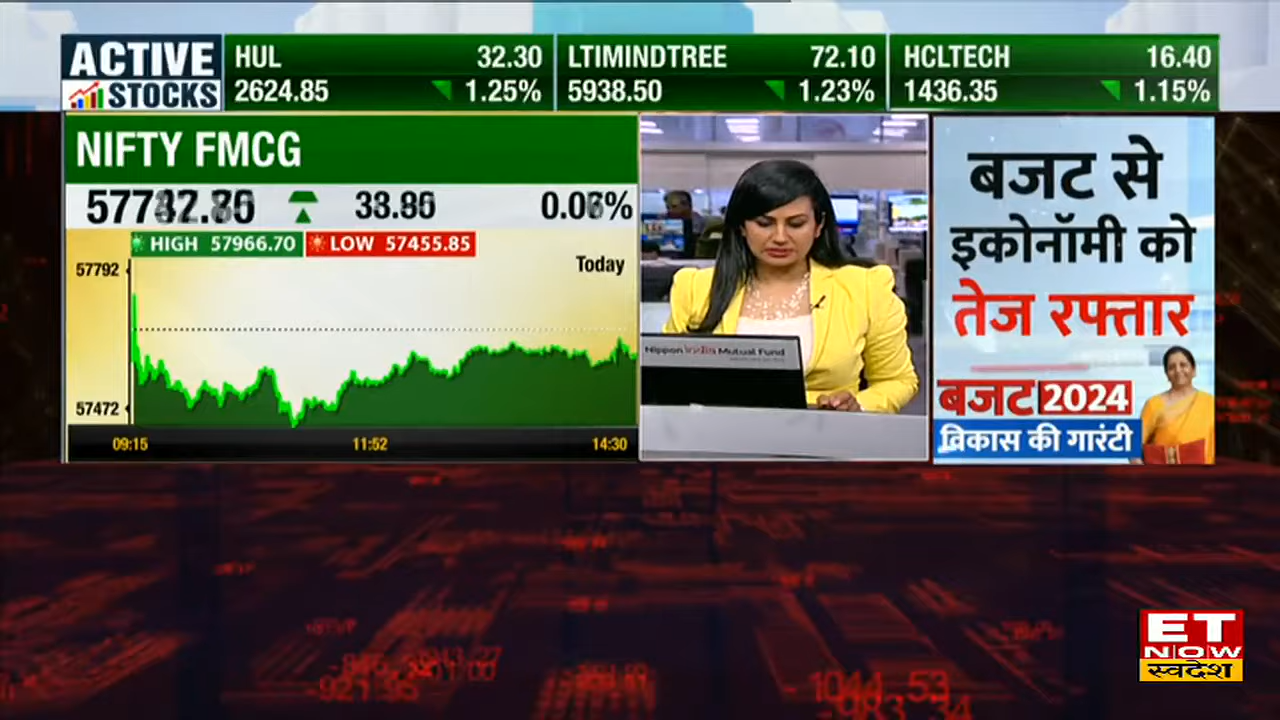 ACTIVE
STOCKS
HUL 32.30
2624.85 1.25%
LTIMINDTREE 72.10
5938.50 1.23%
HCLTECH 16.40
1436.35 1.15%
NIFTY FMCG
HIGH 57966.70 LOW 57455.85
57792
Today
57472
09:15 11:52 14:30
Nippon india Mutual Fund
बजट से
इकोनॉमी को
तेज रफ्तार
बजट 2024
विकास की गारंटी
ET
NOW
स्वदेश